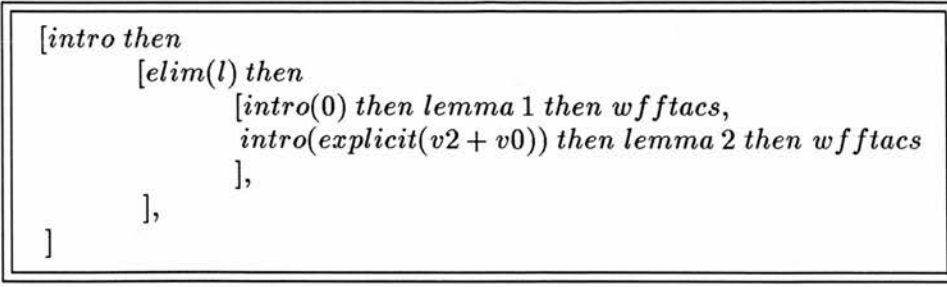 [intro then
[elim(l) then
[intro(0) then lemma 1 then wfftacs,
intro(explicit(v2 + v0)) then lemma 2 then wfftacs
],
],
]